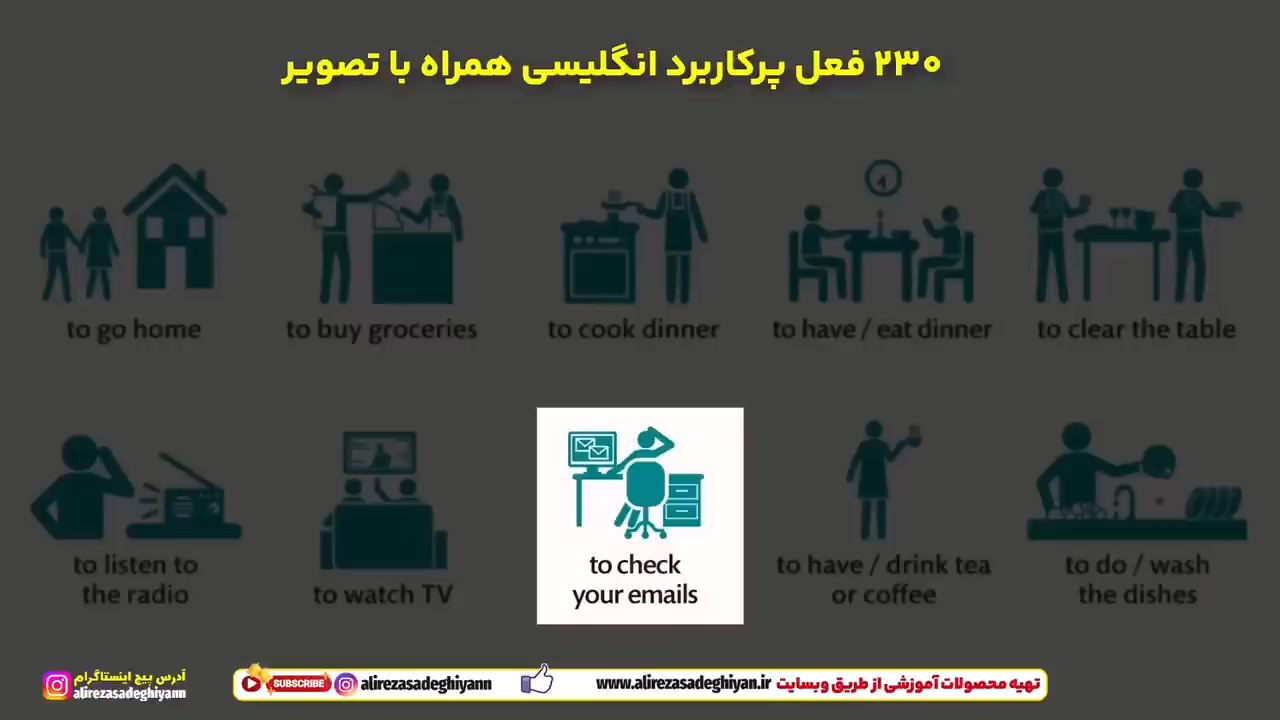 ۲۳۰ فعل پرکاربرد انگلیسی همراه با تصویر
to go home
to buy groceries
to cook dinner
to have / eat dinner
to clear the table
to listen to
the radio
to watch TV
to check
your emails
to have / drink tea
or coffee
to do / wash
the dishes
آدرس پیج اینستاگرام
alirezasadeghiyann
SUBSCRIBE
alirezasadeghiyann
www.alirezasadeghiyan.ir تهیه محصولات آموزشی از طریق وبسایت